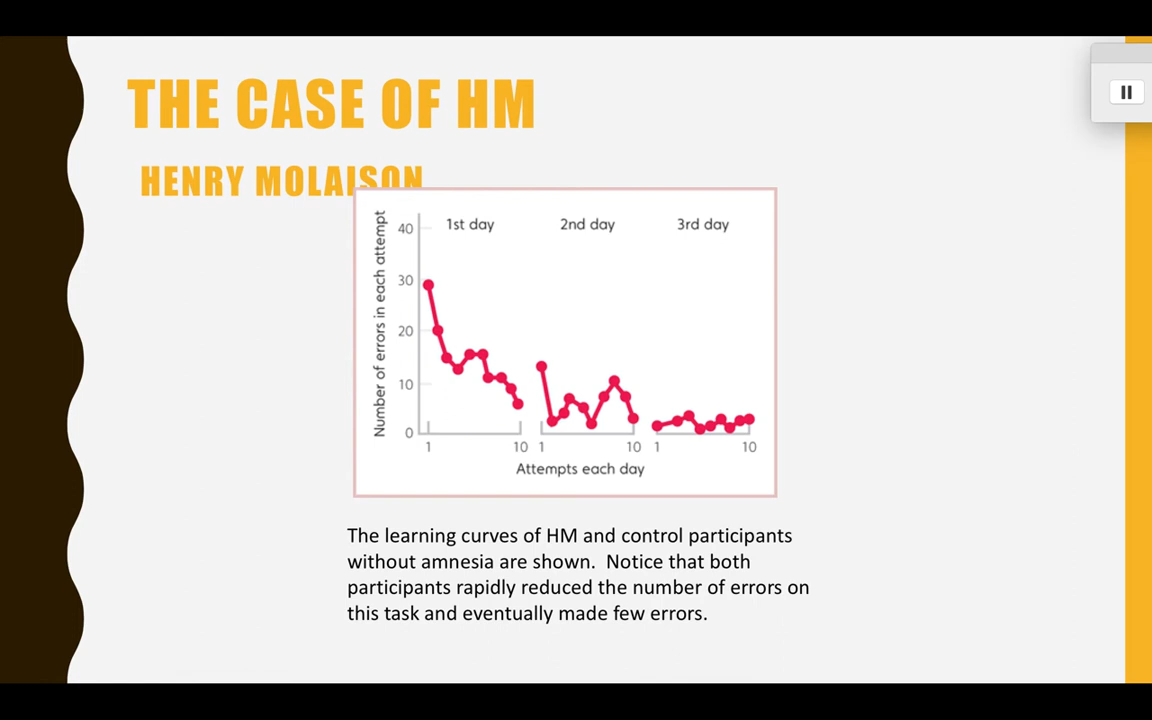 THE CASE OF HM
HENRY MOLAISON
Number of errors in each attempt
40
30
20
10
0
1st day
2nd day
3rd day
1
10
1
10
1
10
Attempts each day
The learning curves of HM and control participants
without amnesia are shown.  Notice that both
participants rapidly reduced the number of errors on
this task and eventually made few errors.